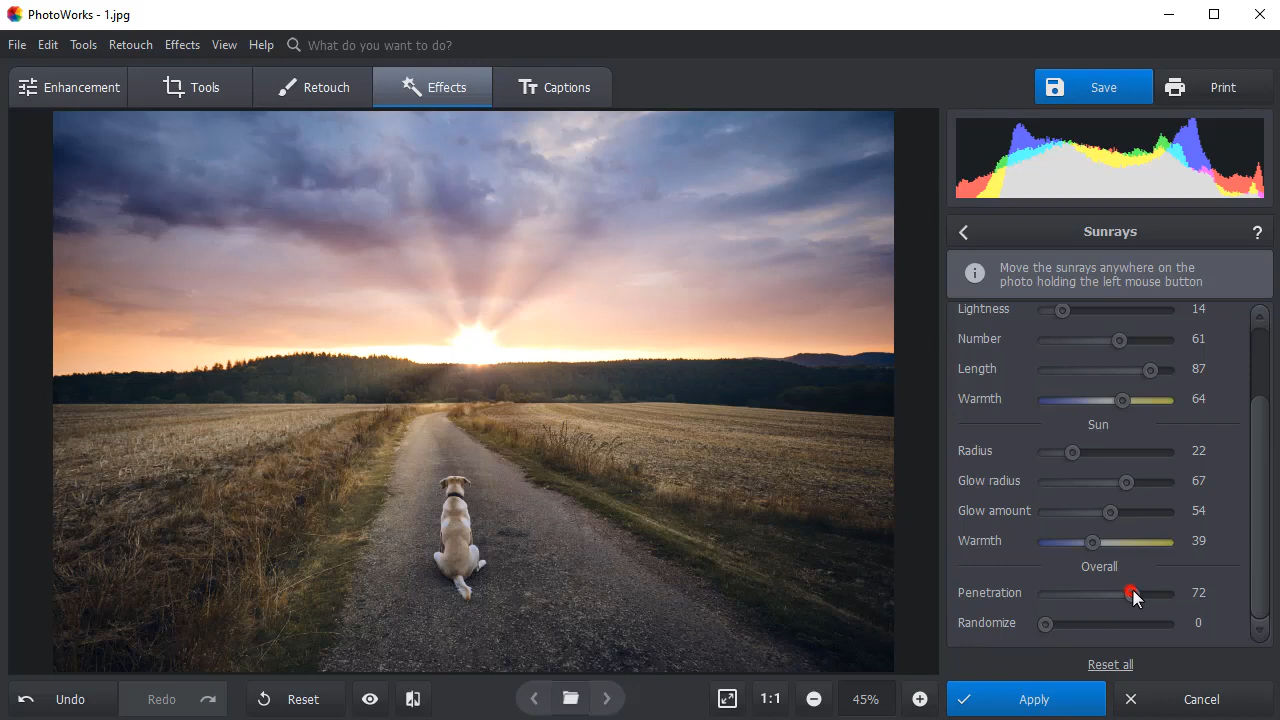 PhotoWorks - 1.jpg
File Edit Tools Retouch Effects View Help What do you want to do?
Enhancement Tools Retouch Effects Tт Captions Save Print
Sunrays ?
Move the sunrays anywhere on the
photo holding the left mouse button
Lightness 14
Number 61
Length 87
Warmth 64
Sun
Radius 22
Glow radius 67
Glow amount 54
Warmth 39
Overall
Penetration 72
Randomize 0
Reset all
Undo Redo Reset 1:1 45% Apply Cancel